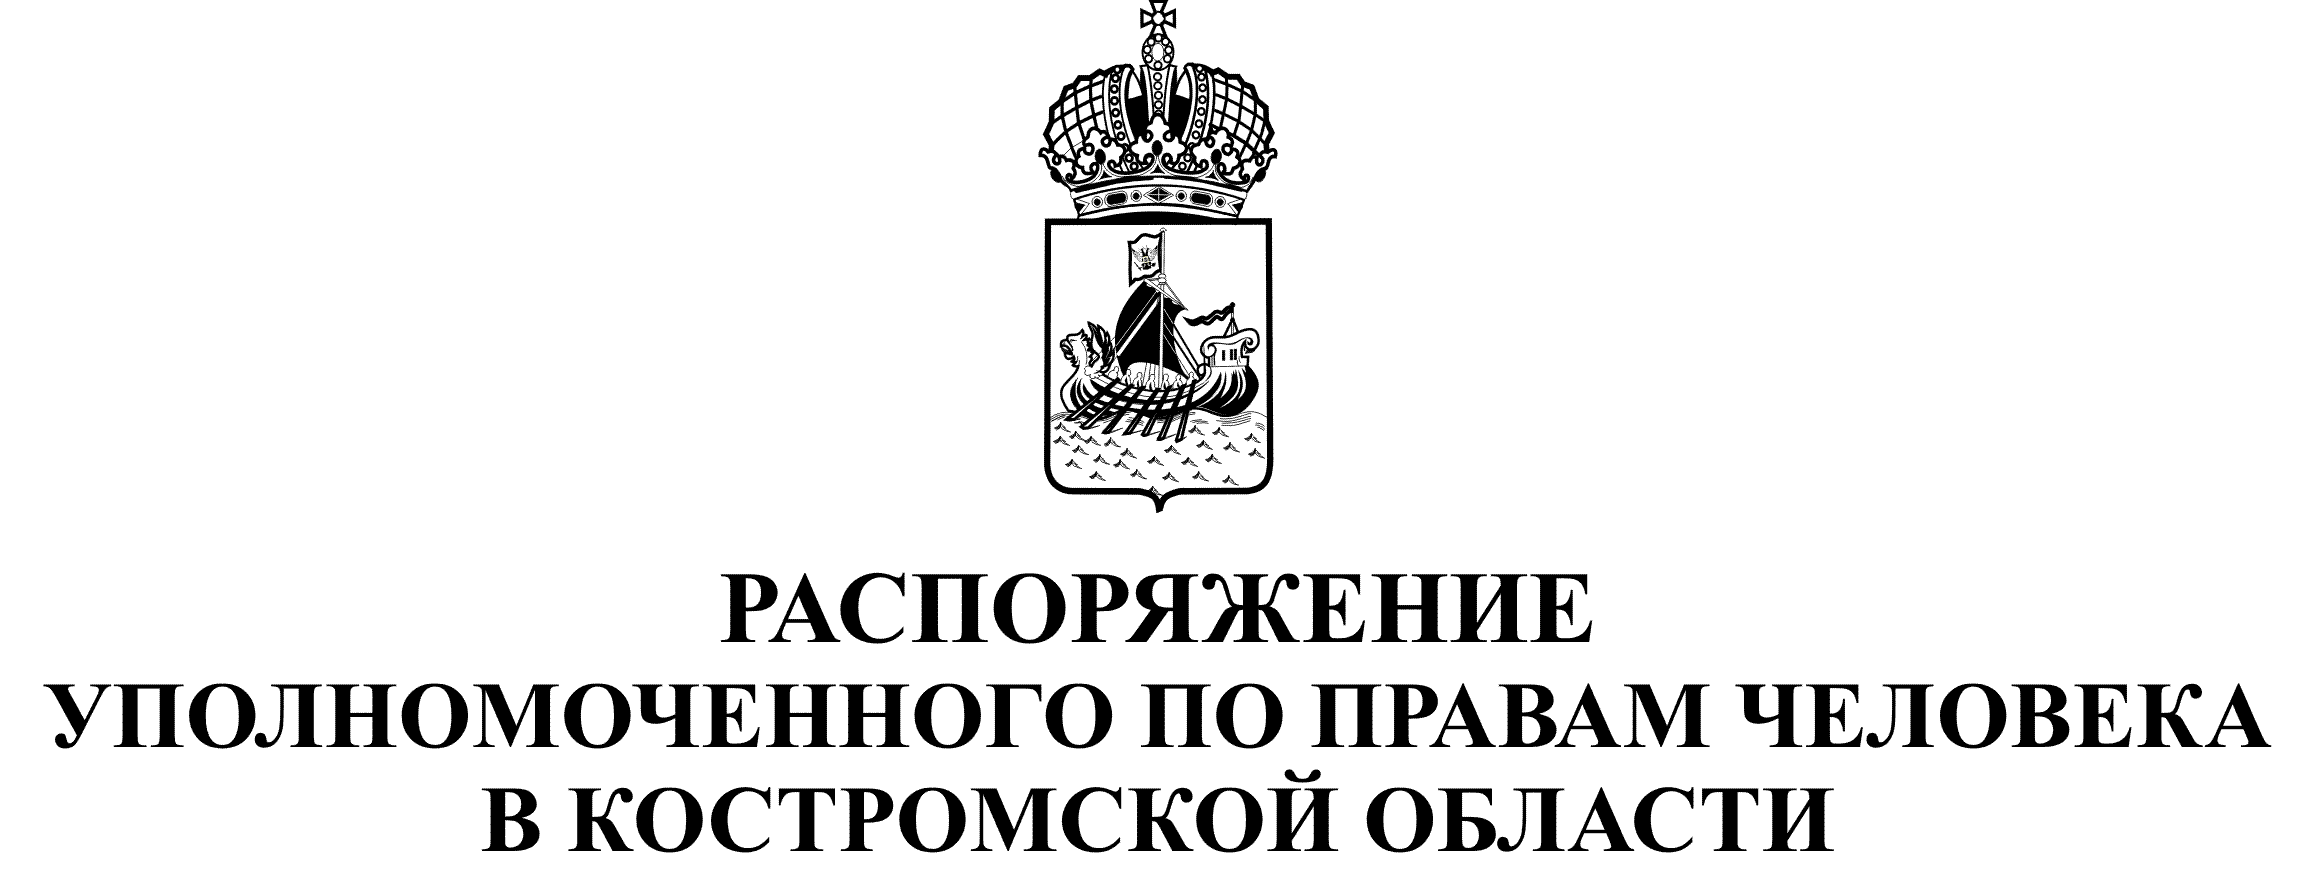 РАСПОРЯЖЕНИЕ
УПОЛНОМОЧЕННОГО ПО ПРАВАМ ЧЕЛОВЕКА
В КОСТРОМСКОЙ ОБЛАСТИ